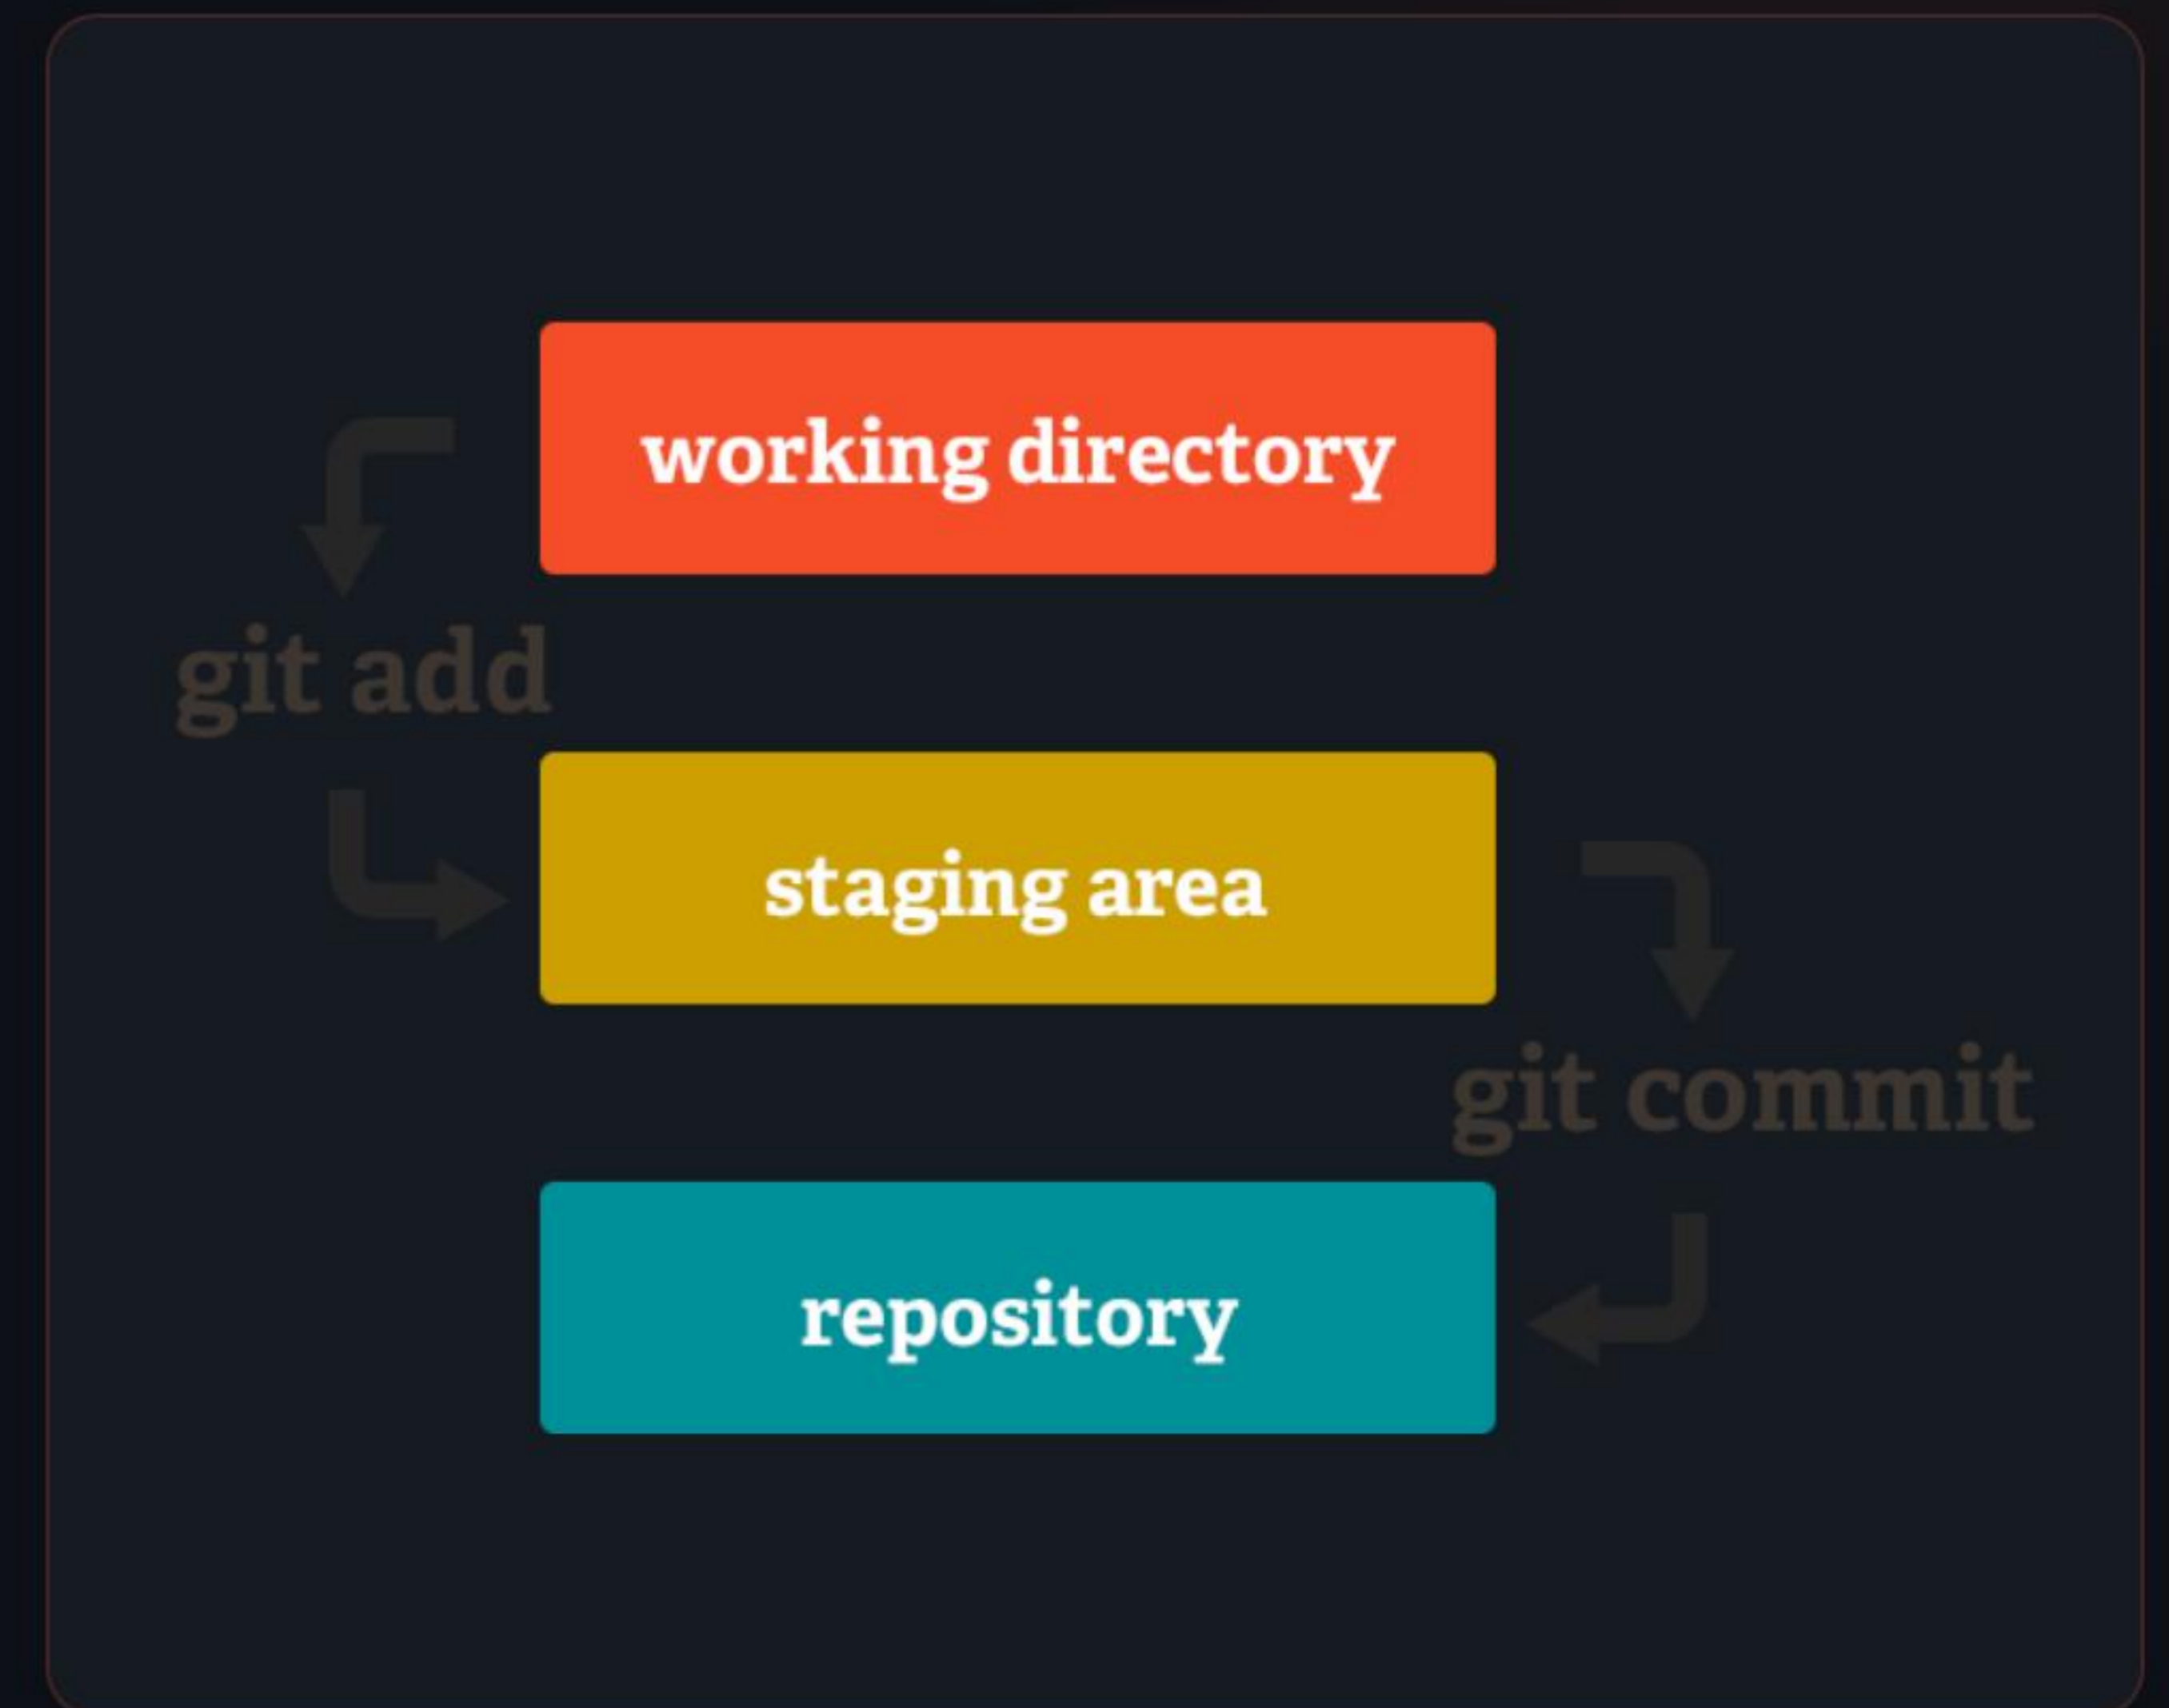 working directory
git add
staging area
git commit
repository